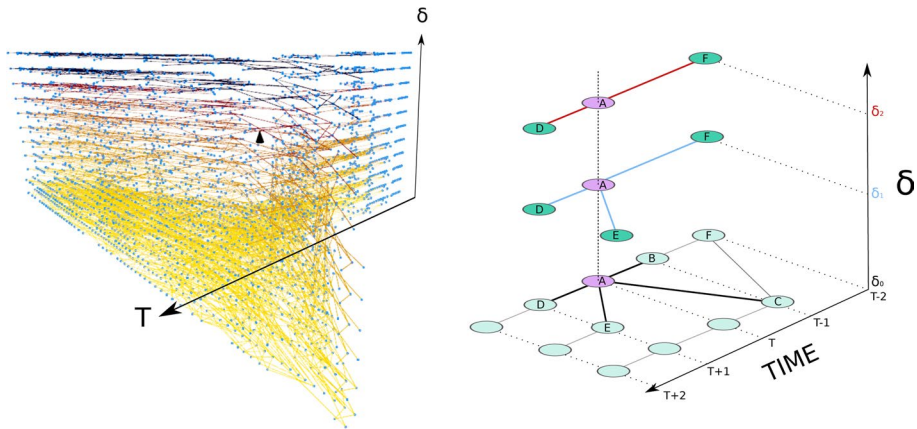 δ
T
F
A
D
δ₂
F
A
D
E
δ₁
δ
F
B
A
D
C
E
δ₀
T-2
T-1
T
T+1
T+2
TIME